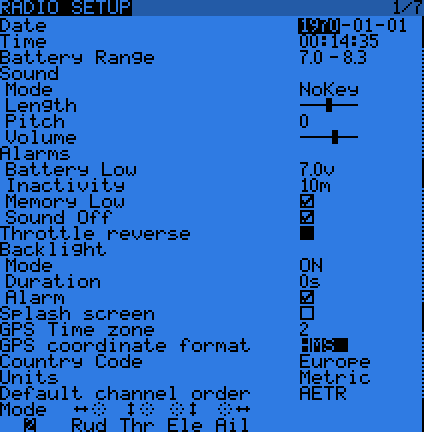 RADIO SETUP 1/7
Date 1970-01-01
Time 00:14:35
Battery Range 7.0 - 8.3
Sound
Mode NoKey
Length
Pitch 0
Volume
Alarms
Battery Low 7.0v
Inactivity 10m
Memory Low
Sound Off
Throttle reverse
Backlight
Mode ON
Duration 0s
Alarm
Splash screen
GPS Time zone 2
GPS coordinate format HMS
Country Code Europe
Units Metric
Default channel order AETR
Mode
2 Rud Thr Ele Ail